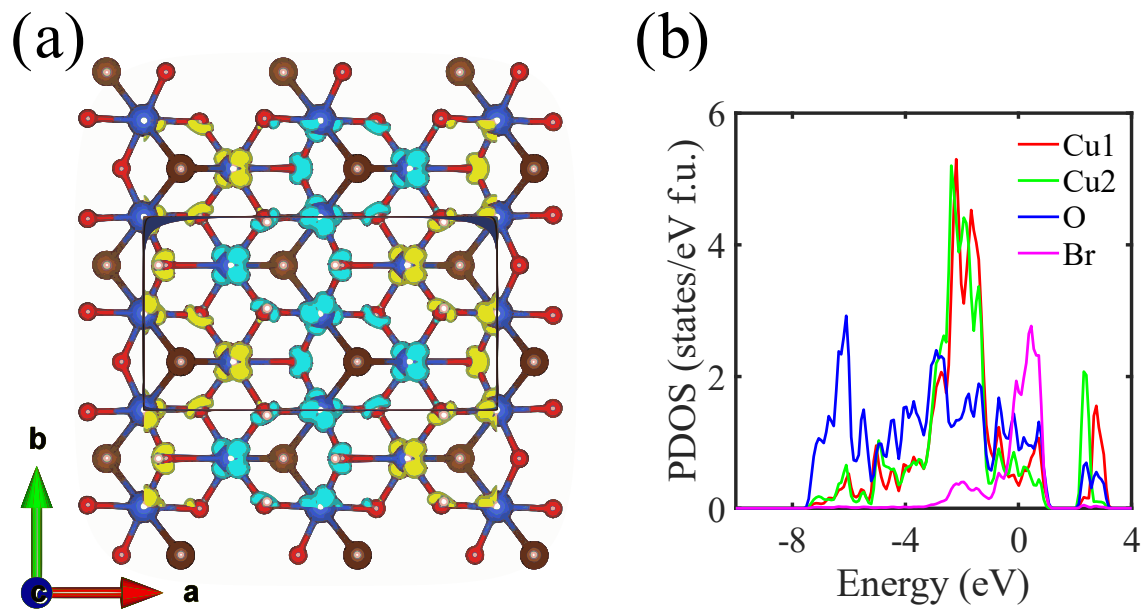 (a)
b
c
a
(b)
PDOS (states/eV f.u.)
6
4
2
0
Cu1
Cu2
O
Br
-8 -4 0 4
Energy (eV)